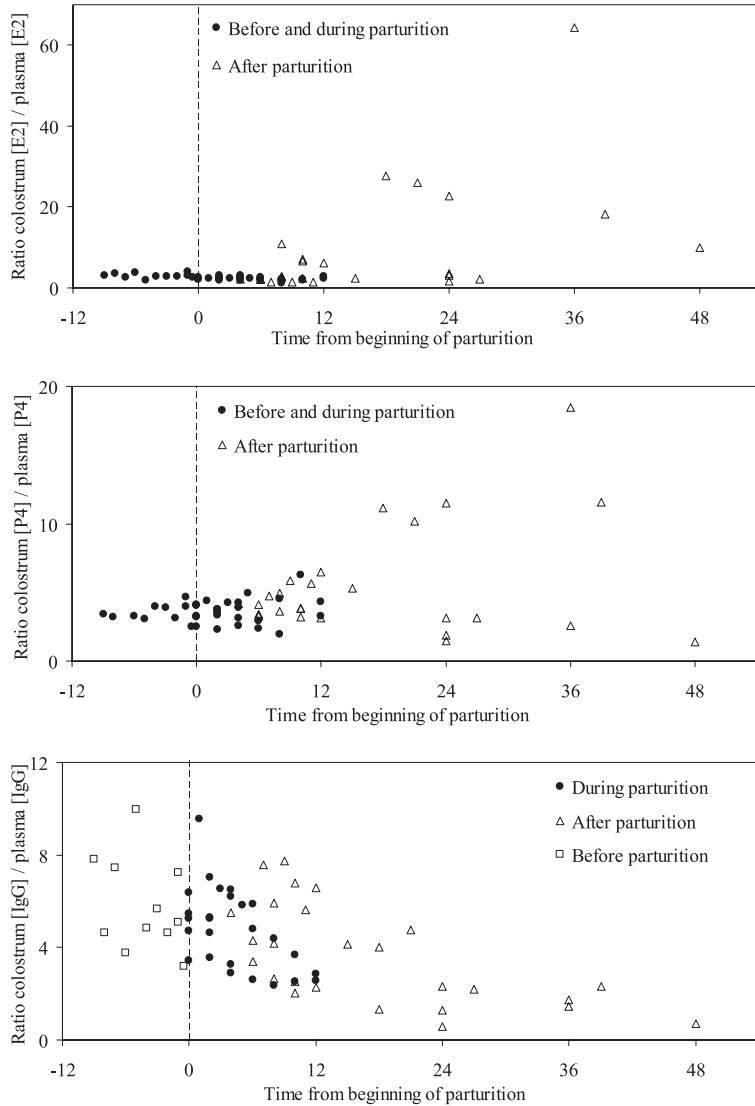 Ratio colostrum [E2] / plasma [E2]
60
40
20
0
Before and during parturition
After parturition
-12 0 12 24 36 48
Time from beginning of parturition
Ratio colostrum [P4] / plasma [P4]
20
10
0
Before and during parturition
After parturition
-12 0 12 24 36 48
Time from beginning of parturition
Ratio colostrum [IgG] / plasma [IgG]
12
8
4
0
During parturition
After parturition
Before parturition
-12 0 12 24 36 48
Time from beginning of parturition